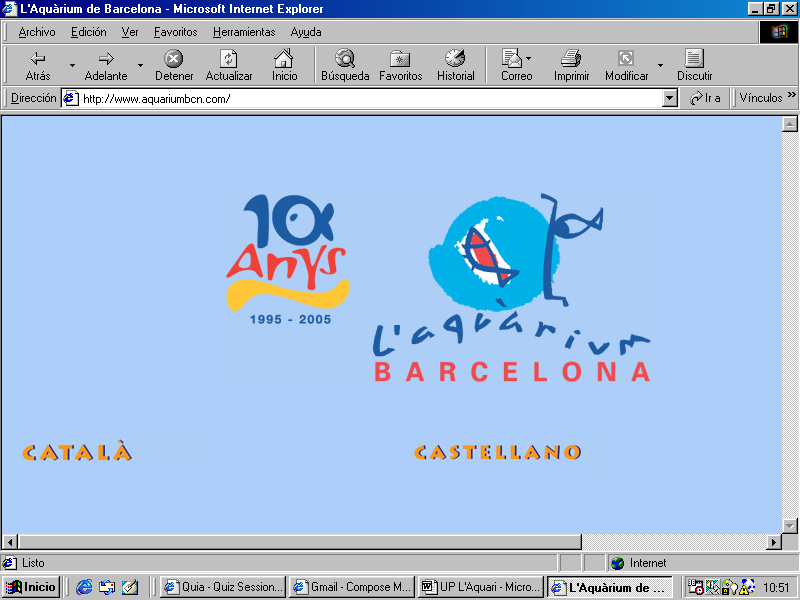 L'Aquàrium de Barcelona - Microsoft Internet Explorer
Archivo Edición Ver Favoritos Herramientas Ayuda
Atrás Adelante Detener Actualizar Inicio Búsqueda Favoritos Historial Correo Imprimir Modificar Discutir
Dirección http://www.aquariumbcn.com/ Ir a Vínculos »
10
Anys
1995 - 2005
L'aquàrium
BARCELONA
CATALÀ CASTELLANO
Listo Internet
Inicio Quia - Quiz Session... Gmail - Compose M... UP L'Aquari - Micro... L'Aquàrium de ... 10:51